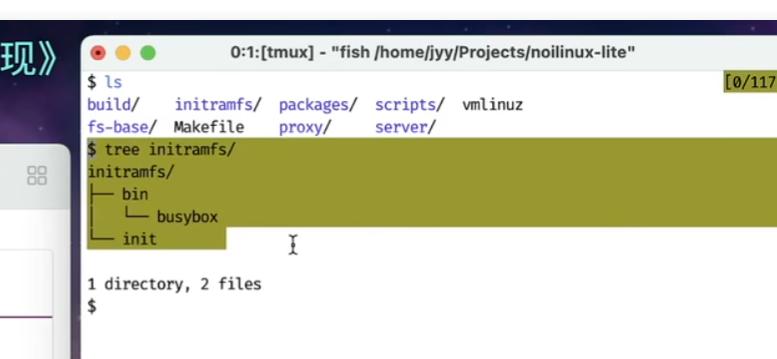 现》
0:1:[tmux] - "fish /home/jyy/Projects/noilinux-lite"
$ ls
[0/117
build/ initramfs/ packages/ scripts/ vmlinuz
fs-base/ Makefile proxy/ server/
$ tree initramfs/
initramfs/
├── bin
│   └── busybox
└── init
1 directory, 2 files
$